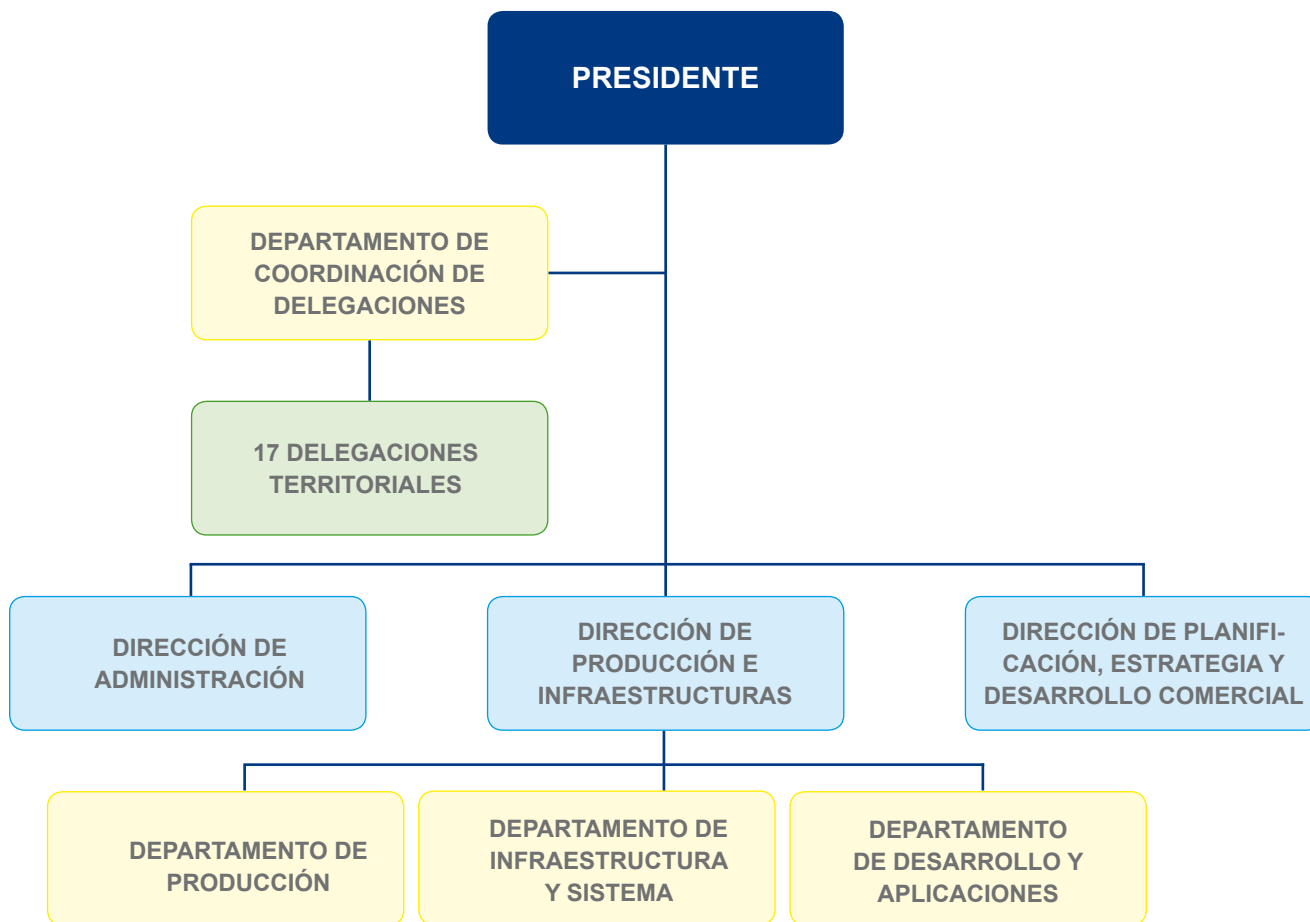 PRESIDENTE
DEPARTAMENTO DE
COORDINACIÓN DE
DELEGACIONES
17 DELEGACIONES
TERRITORIALES
DIRECCIÓN DE
ADMINISTRACIÓN
DIRECCIÓN DE
PRODUCCIÓN E
INFRAESTRUCTURAS
DIRECCIÓN DE PLANIFI-
CACIÓN, ESTRATEGIA Y
DESARROLLO COMERCIAL
DEPARTAMENTO DE
PRODUCCIÓN
DEPARTAMENTO DE
INFRAESTRUCTURA
Y SISTEMA
DEPARTAMENTO
DE DESARROLLO Y
APLICACIONES